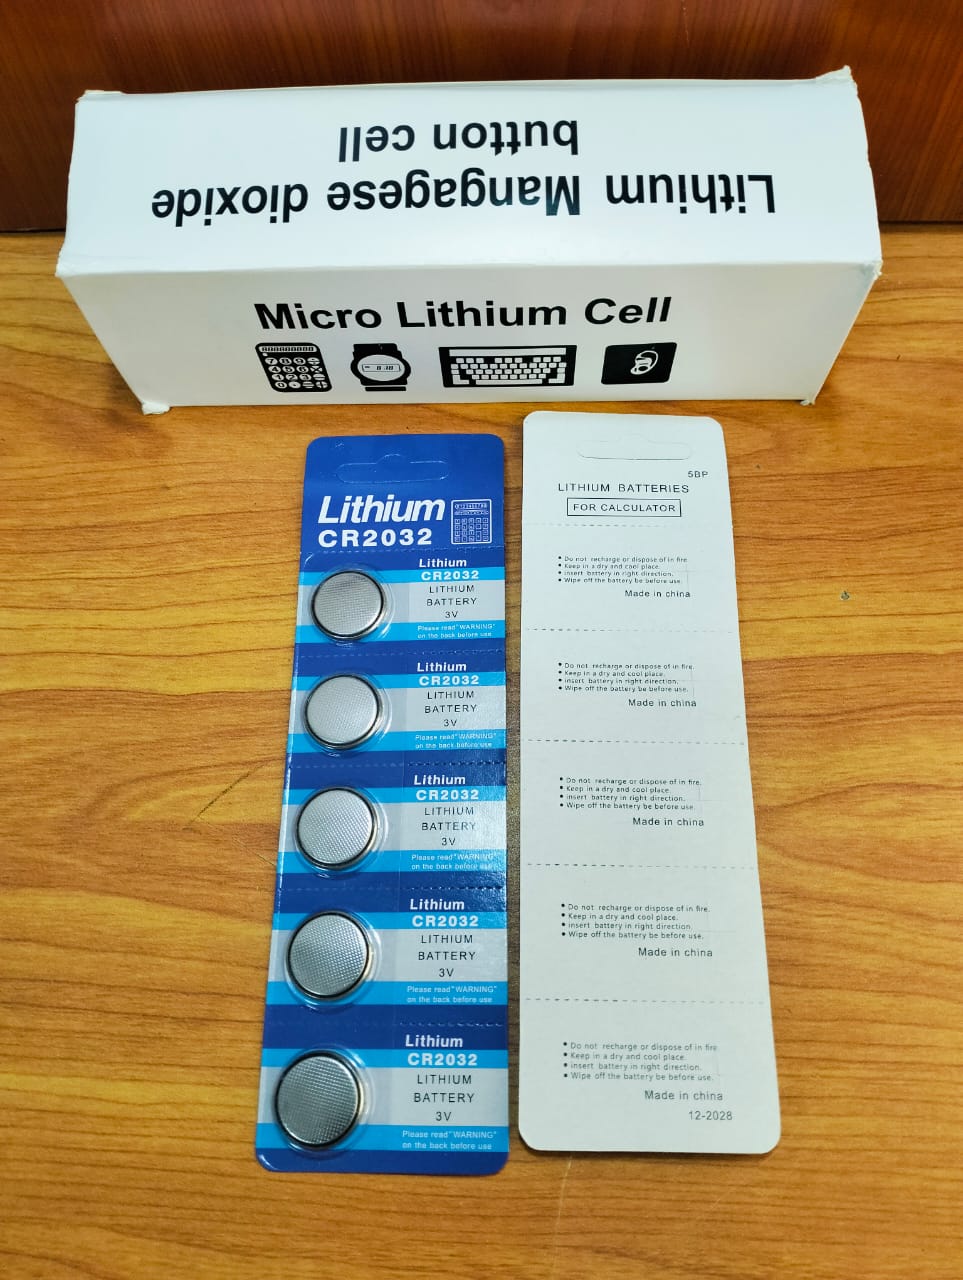 Lithium Mangagese dioxide
button cell
Micro Lithium Cell
Lithium
CR2032
Lithium
CR2032
LITHIUM
BATTERY
3V
Please read"WARNING"
on the back before use
Lithium
CR2032
LITHIUM
BATTERY
3V
Please read"WARNING"
on the back before use
Lithium
CR2032
LITHIUM
BATTERY
3V
Please read"WARNING"
on the back before use
Lithium
CR2032
LITHIUM
BATTERY
3V
Please read"WARNING"
on the back before use
Lithium
CR2032
LITHIUM
BATTERY
3V
Please read"WARNING"
on the back before use
5BP
LITHIUM BATTERIES
FOR CALCULATOR
• Do not recharge or dispose of in fire.
• Keep in a dry and cool place.
• insert battery in right direction.
• Wipe off the battery be before use.
Made in china
• Do not recharge or dispose of in fire.
• Keep in a dry and cool place.
• insert battery in right direction.
• Wipe off the battery be before use.
Made in china
• Do not recharge or dispose of in fire.
• Keep in a dry and cool place.
• insert battery in right direction.
• Wipe off the battery be before use.
Made in china
• Do not recharge or dispose of in fire.
• Keep in a dry and cool place.
• insert battery in right direction.
• Wipe off the battery be before use.
Made in china
• Do not recharge or dispose of in fire.
• Keep in a dry and cool place.
• insert battery in right direction.
• Wipe off the battery be before use.
Made in china
12-2028